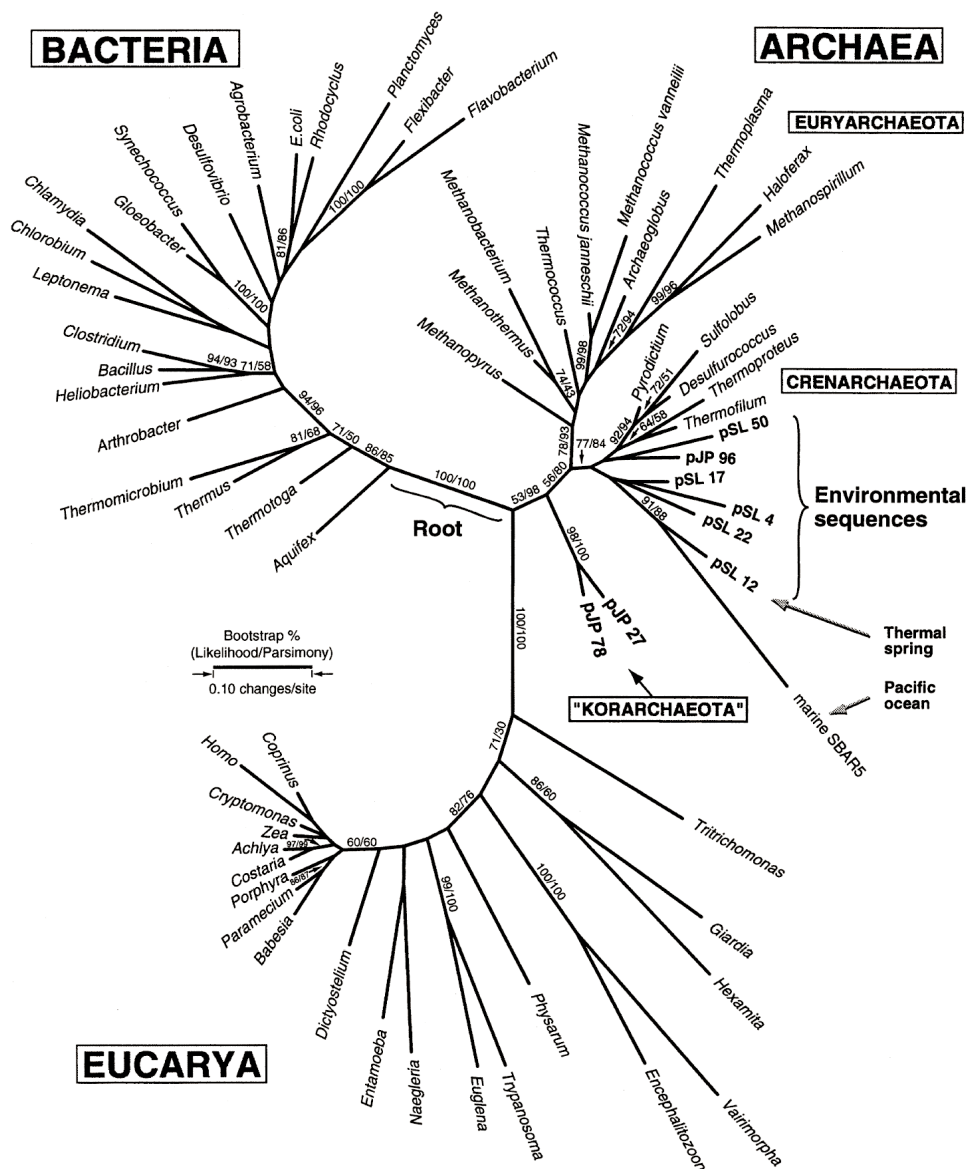 BACTERIA
ARCHAEA
EURYARCHAEOTA
CRENARCHAEOTA
Planctomyces
Flexibacter
Flavobacterium
Rhodocyclus
E.coli
Agrobacterium
Desulfovibrio
Synechococcus
Gloeobacter
Chlamydia
Chlorobium
Leptonema
Clostridium
Bacillus
Heliobacterium
Arthrobacter
Thermomicrobium
Thermus
Thermotoga
Aquifex
100/100
81/86
100/100
94/93
71/58
94/96
81/68
71/50
86/85
100/100
Root
Methanopyrus
Methanothermus
Methanobacterium
Thermococcus
Methanococcus janneschii
Methanococcus vanneilii
Archaeoglobus
Thermoplasma
Haloferax
Methanospirillum
74/43
99/98
72/94
99/96
78/93
77/84
56/80
53/98
Pyrodictium
Sulfolobus
Desulfurococcus
Thermoproteus
Thermofilum
92/94
72/51
64/58
pSL 50
pJP 96
pSL 17
pSL 4
pSL 22
pSL 12
91/88
Environmental
sequences
Thermal
spring
Pacific
ocean
marine SBAR5
98/100
pJP 27
pJP 78
"KORARCHAEOTA"
100/100
Bootstrap %
(Likelihood/Parsimony)
0.10 changes/site
71/30
86/60
82/76
100/100
99/100
60/60
97/99
86/87
Coprinus
Homo
Cryptomonas
Zea
Achlya
Costaria
Porphyra
Paramecium
Babesia
Dictyostelium
Entamoeba
Naegleria
Euglena
Trypanosoma
Physarum
Encephalitozoon
Vairimorpha
Hexamita
Giardia
Tritrichomonas
EUCARYA